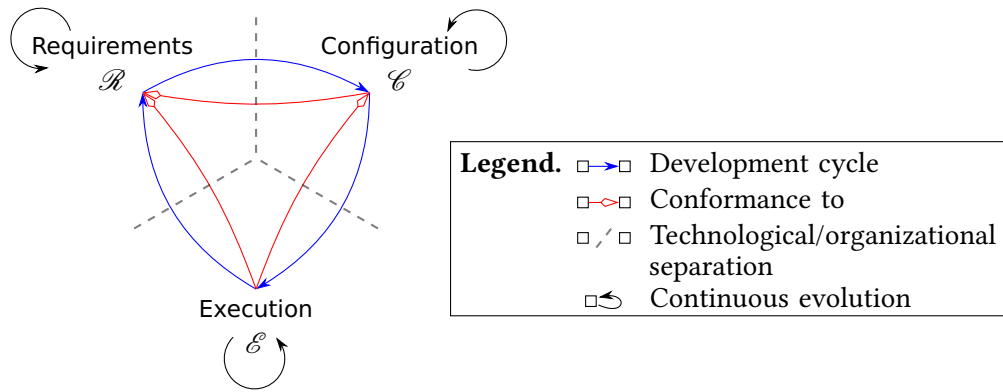 Requirements
ℛ
Configuration
𝒞
Execution
ℰ
Legend.
Development cycle
Conformance to
Technological/organizational
separation
Continuous evolution